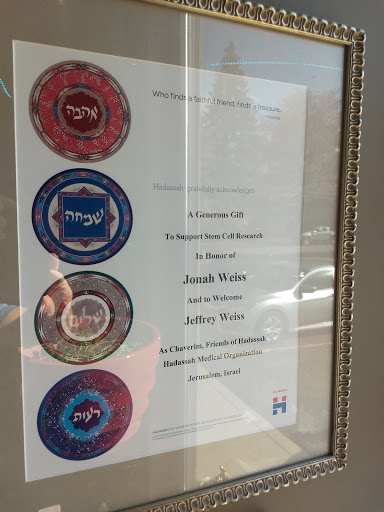 אהבה
שמחה
שלום
רעות
Who finds a faithful friend, finds a treasure.
Hadassah gratefully acknowledges
A Generous Gift
To Support Stem Cell Research
In Honor of
Jonah Weiss
And to Welcome
Jeffrey Weiss
As Chaverim, Friends of Hadassah
Hadassah Medical Organization
Jerusalem, Israel